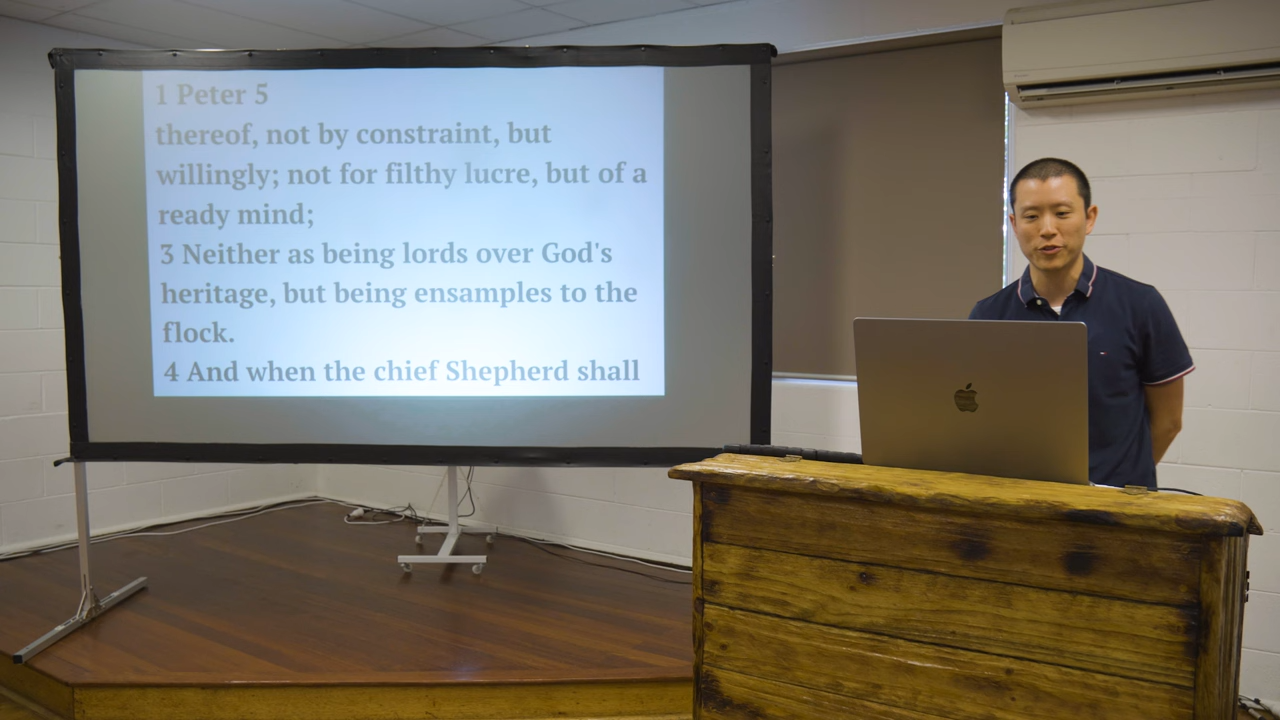 1 Peter 5
thereof, not by constraint, but
willingly; not for filthy lucre, but of a
ready mind;
3 Neither as being lords over God's
heritage, but being ensamples to the
flock.
4 And when the chief Shepherd shall